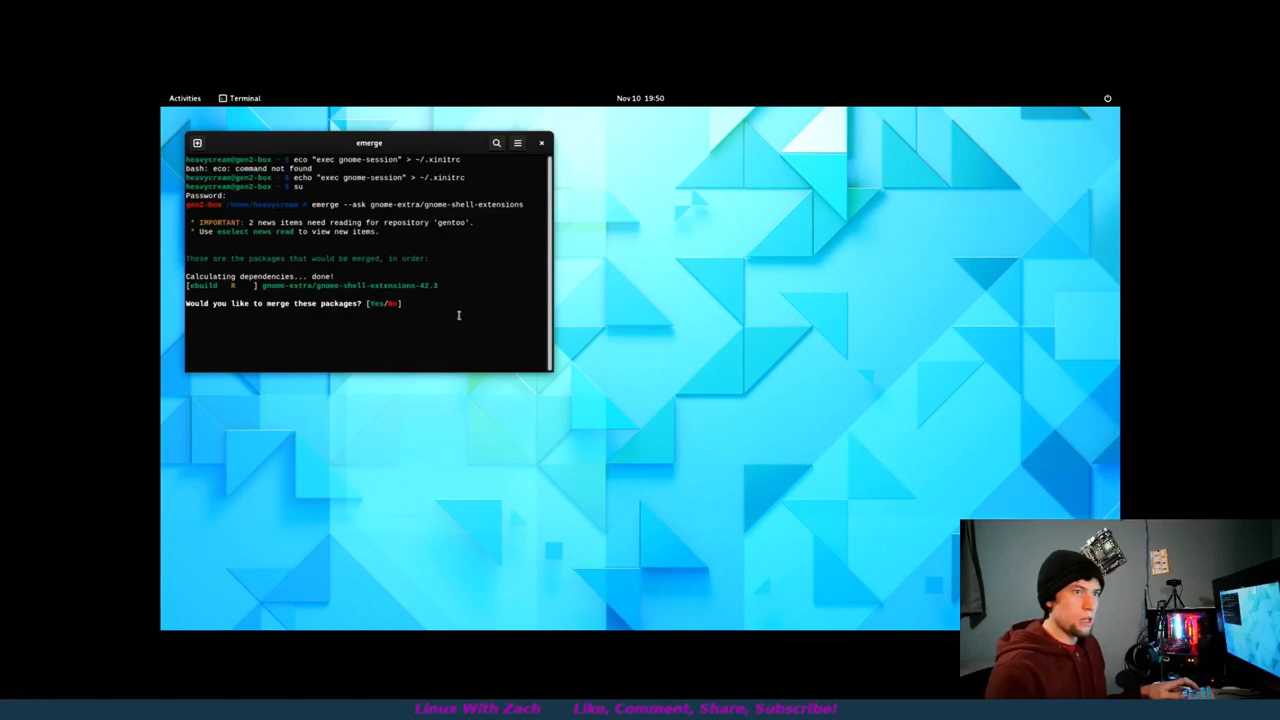 Activities Terminal Nov 10 19:50
emerge
heavycream@gen2-box ~ $ eco "exec gnome-session" > ~/.xinitrc
bash: eco: command not found
heavycream@gen2-box ~ $ echo "exec gnome-session" > ~/.xinitrc
heavycream@gen2-box ~ $ su
Password:
gen2-box /home/heavycream # emerge --ask gnome-extra/gnome-shell-extensions
* IMPORTANT: 2 news items need reading for repository 'gentoo'.
* Use eselect news read to view new items.
These are the packages that would be merged, in order:
Calculating dependencies... done!
[ebuild R ] gnome-extra/gnome-shell-extensions-42.3
Would you like to merge these packages? [Yes/No]
Linux With Zach Like, Comment, Share, Subscribe!